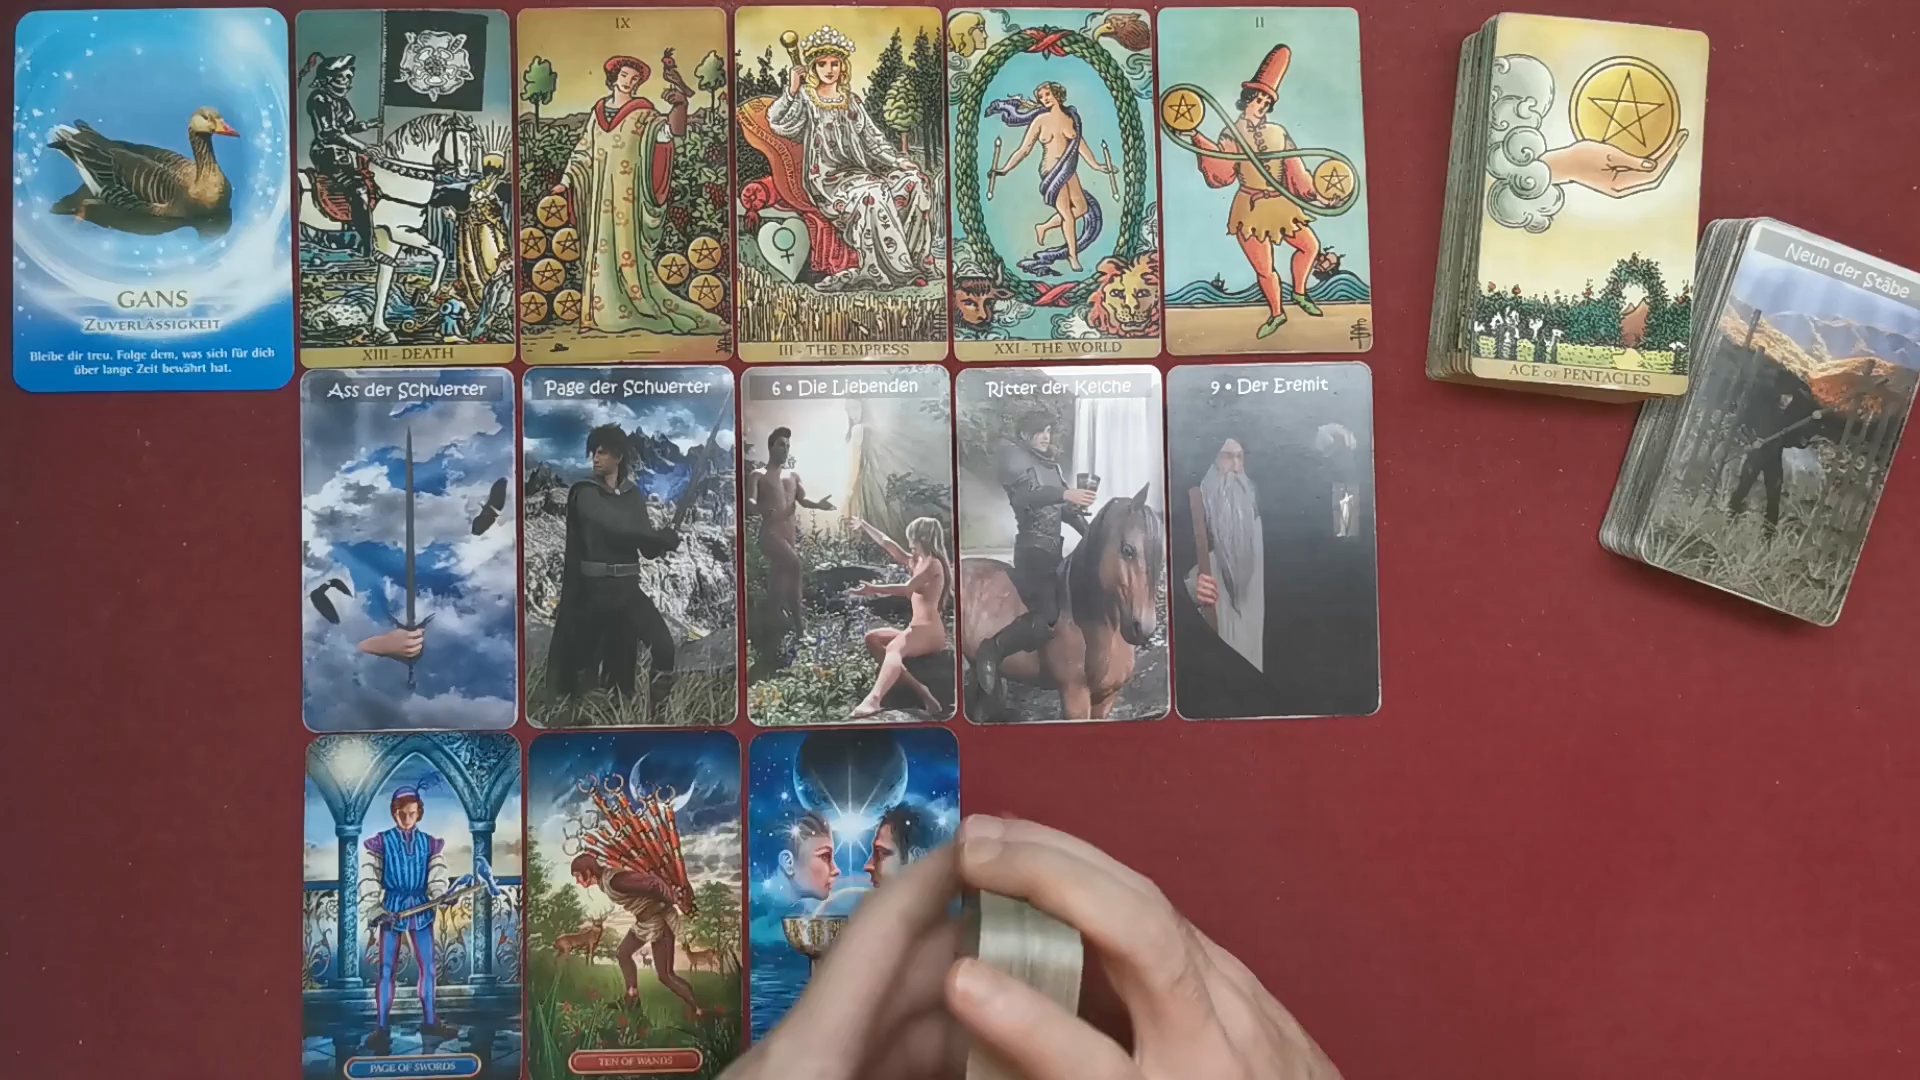 GANS
ZUVERLÄSSIGKEIT
Bleibe dir treu. Folge dem, was sich für dich
über lange Zeit bewährt hat.
XIII - DEATH
IX
III - THE EMPRESS
XXI - THE WORLD
II
ACE OF PENTACLES
Neun der Stäbe
Ass der Schwerter
Page der Schwerter
6 • Die Liebenden
Ritter der Kelche
9 • Der Eremit
PAGE OF SWORDS
TEN OF WANDS